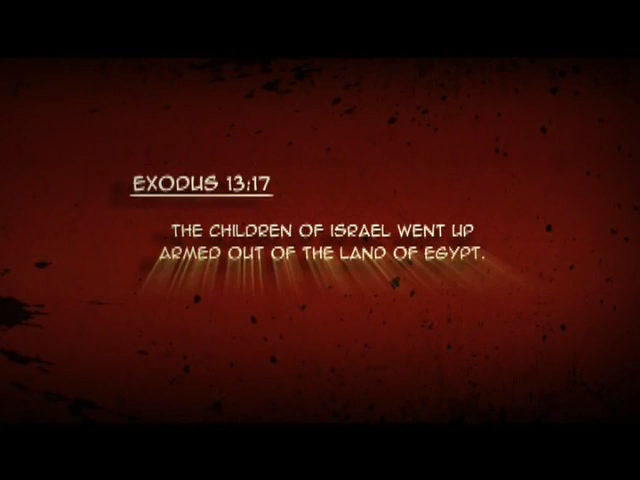 EXODUS 13:17
THE CHILDREN OF ISRAEL WENT UP
ARMED OUT OF THE LAND OF EGYPT.